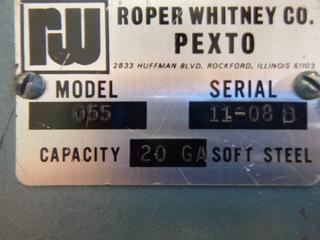 RW
ROPER WHITNEY CO.
PEXTO
2833 HUFFMAN BLVD. ROCKFORD, ILLINOIS 61103
MODEL SERIAL
055 11-08 B
CAPACITY 20 GA SOFT STEEL